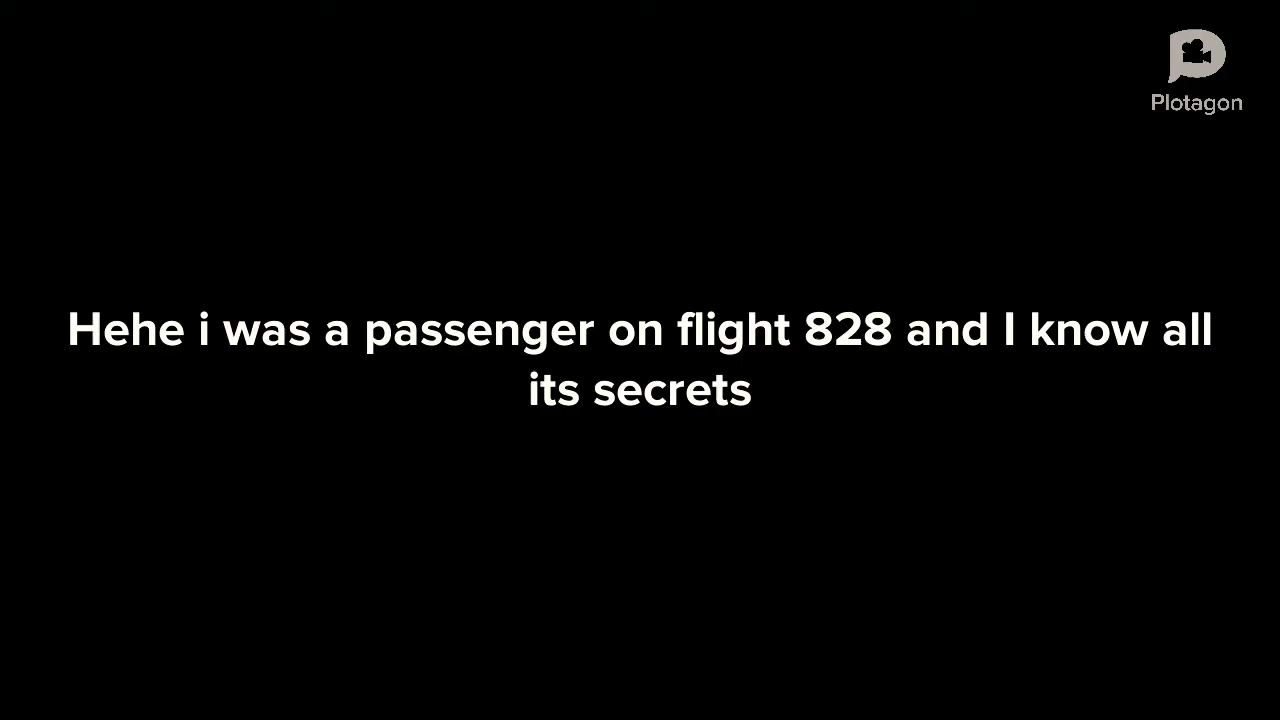 Plotagon
Hehe i was a passenger on flight 828 and I know all
its secrets